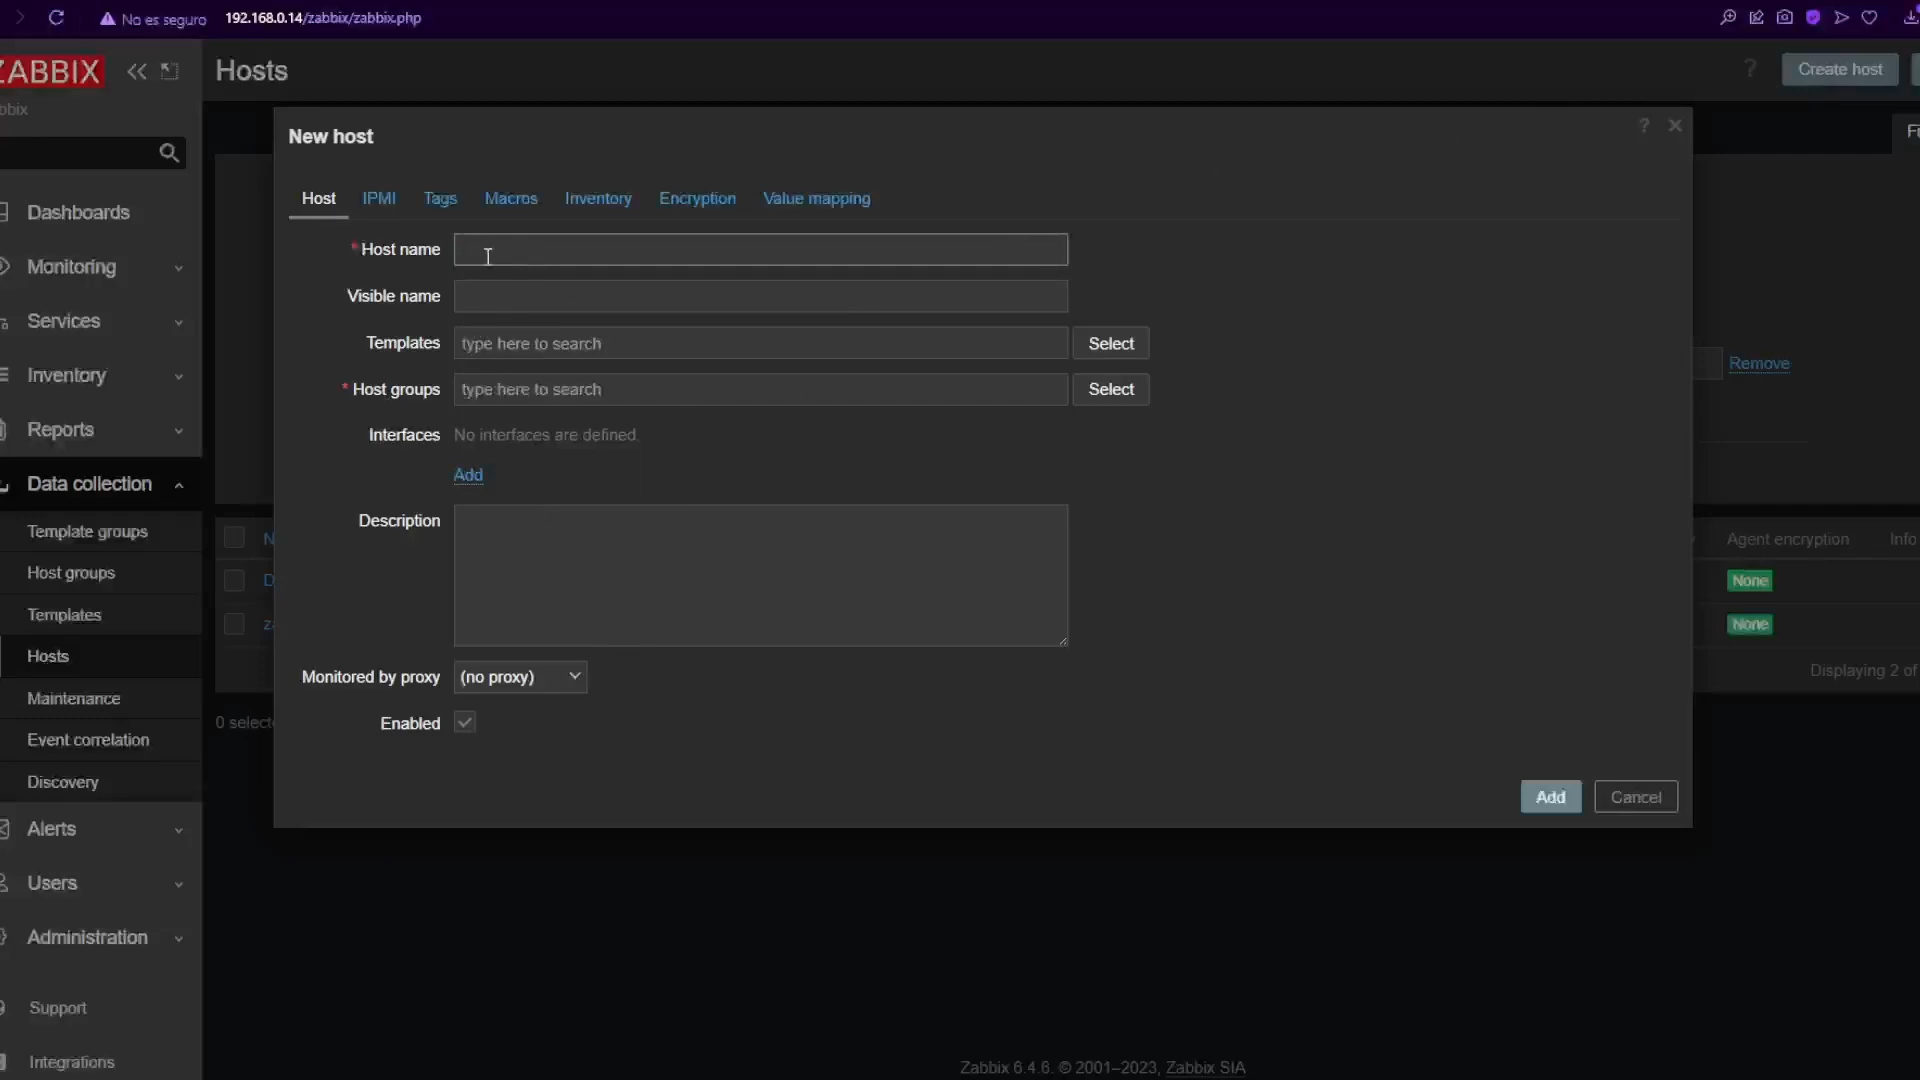 No es seguro 192.168.0.14/zabbix/zabbix.php
ZABBIX
Hosts
?
Create host
bbix
New host
?
Host IPMI Tags Macros Inventory Encryption Value mapping
* Host name
Visible name
Templates type here to search Select
* Host groups type here to search Select
Interfaces No interfaces are defined.
Add
Description
Monitored by proxy (no proxy)
Enabled
Add Cancel
Dashboards
Monitoring
Services
Inventory
Reports
Data collection
Template groups
Host groups
Templates
Hosts
Maintenance
Event correlation
Discovery
Alerts
Users
Administration
Support
Integrations
Remove
N
Agent encryption Info
D
None
za
None
Displaying 2 of
0 select
Zabbix 6.4.6. © 2001–2023, Zabbix SIA